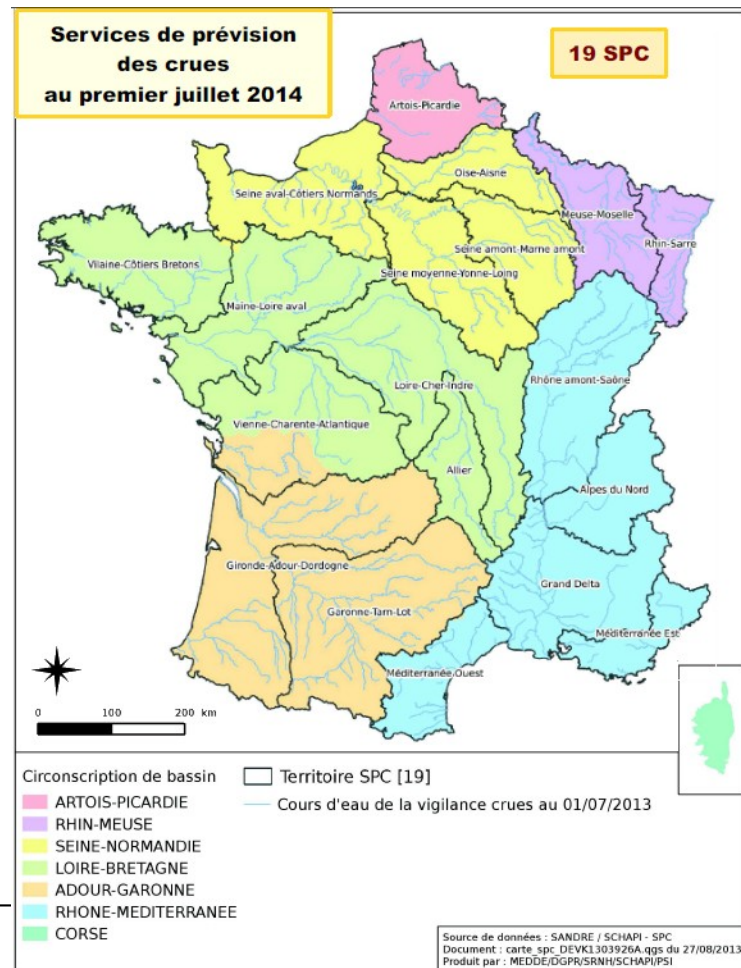 Services de prévision
des crues
au premier juillet 2014
19 SPC
Artois-Picardie
Oise-Aisne
Seine aval-Côtiers Normands
Meuse-Moselle
Rhin-Sarre
Seine amont-Marne amont
Vilaine-Côtiers Bretons
Seine moyenne-Yonne-Loing
Maine-Loire aval
Rhône amont-Saône
Loire-Cher-Indre
Vienne-Charente-Atlantique
Allier
Alpes du Nord
Gironde-Adour-Dordogne
Grand Delta
Garonne-Tarn-Lot
Méditerranée Est
Méditerranée Ouest
0 100 200 km
Circonscription de bassin
ARTOIS-PICARDIE
RHIN-MEUSE
SEINE-NORMANDIE
LOIRE-BRETAGNE
ADOUR-GARONNE
RHONE-MEDITERRANEE
CORSE
Territoire SPC [19]
Cours d'eau de la vigilance crues au 01/07/2013
Source de données : SANDRE / SCHAPI - SPC
Document : carte_spc_DEVK1303926A.qgs du 27/08/2013
Produit par : MEDDE/DGPR/SRNH/SCHAPI/PSI